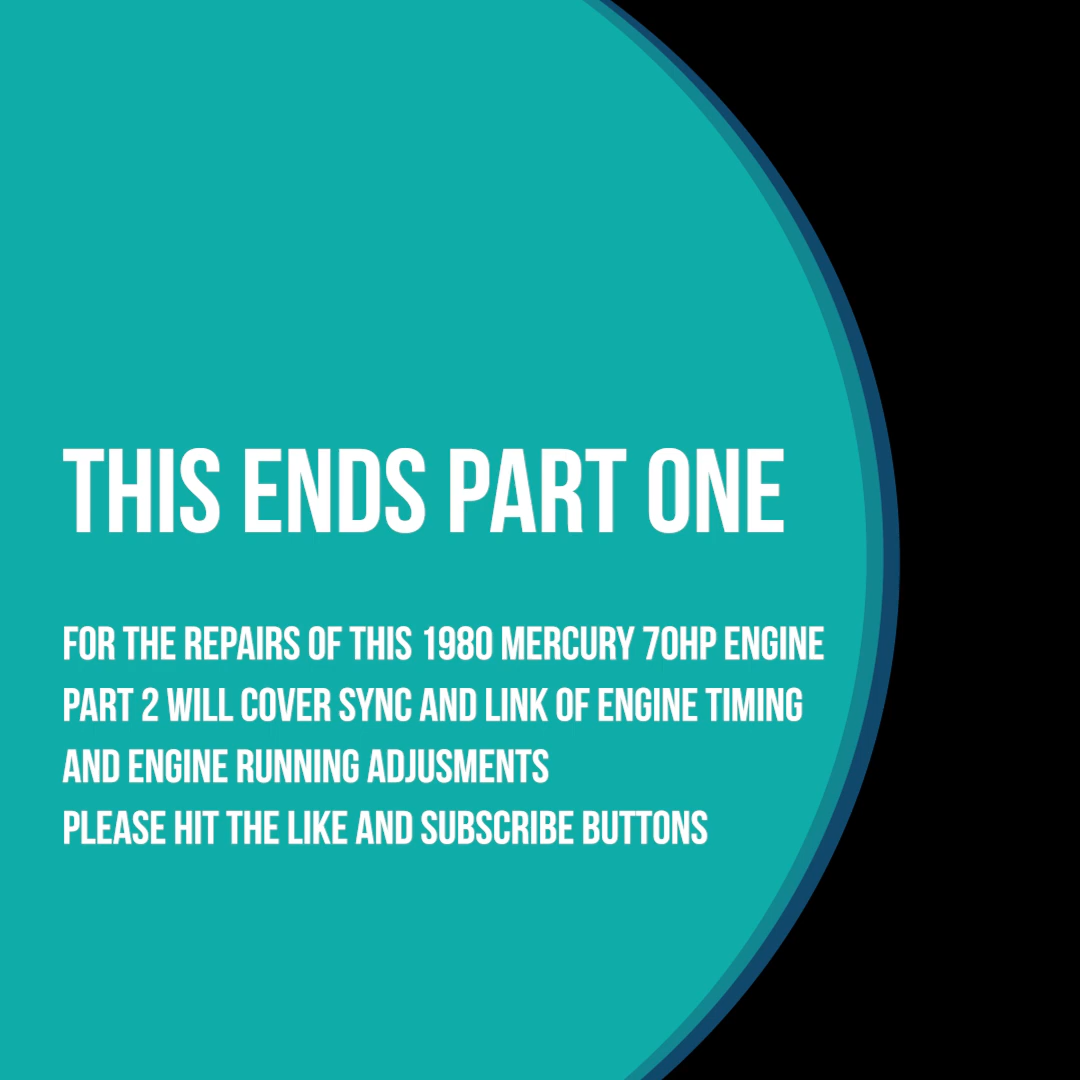 THIS ENDS PART ONE
FOR THE REPAIRS OF THIS 1980 MERCURY 70HP ENGINE
PART 2 WILL COVER SYNC AND LINK OF ENGINE TIMING
AND ENGINE RUNNING ADJUSMENTS
PLEASE HIT THE LIKE AND SUBSCRIBE BUTTONS